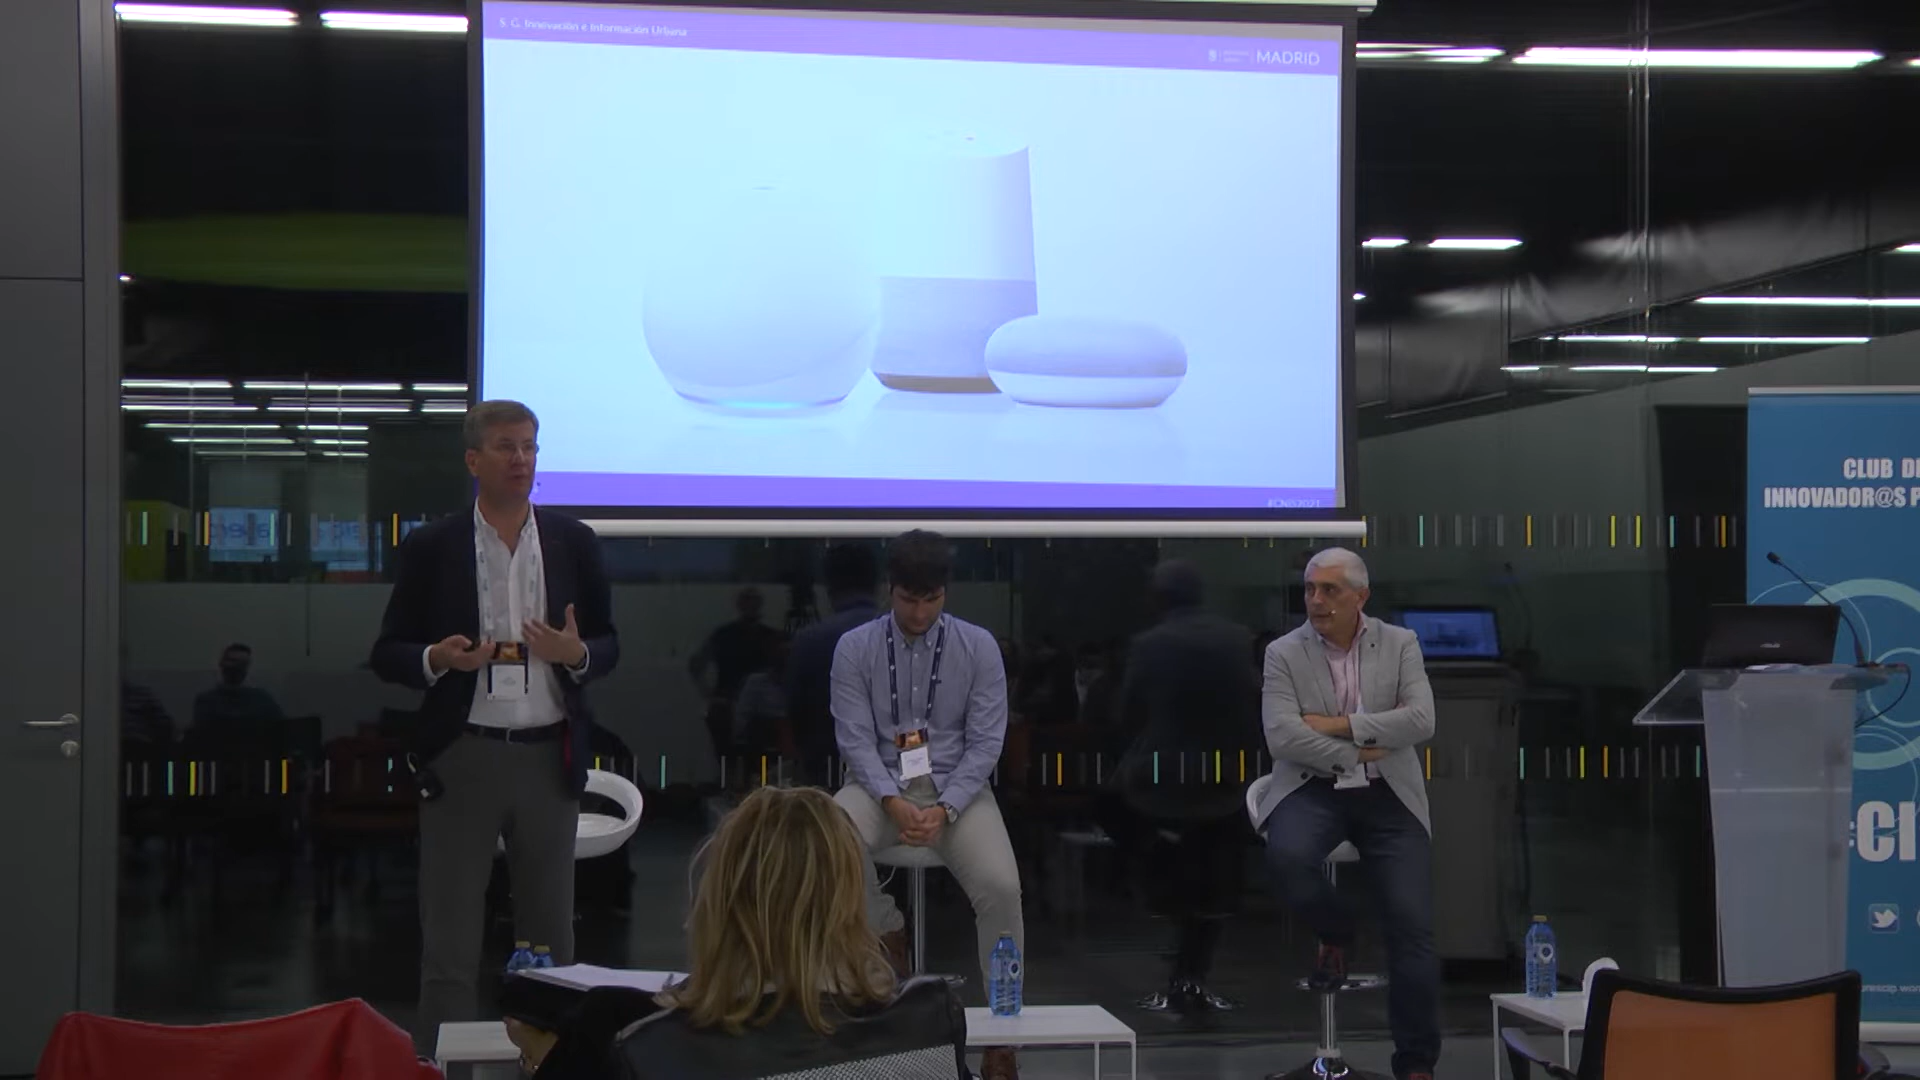 S. G. Innovación e Información Urbana
MADRID
#CNIS2021
CLUB DE
INNOVADOR@S P
#CI